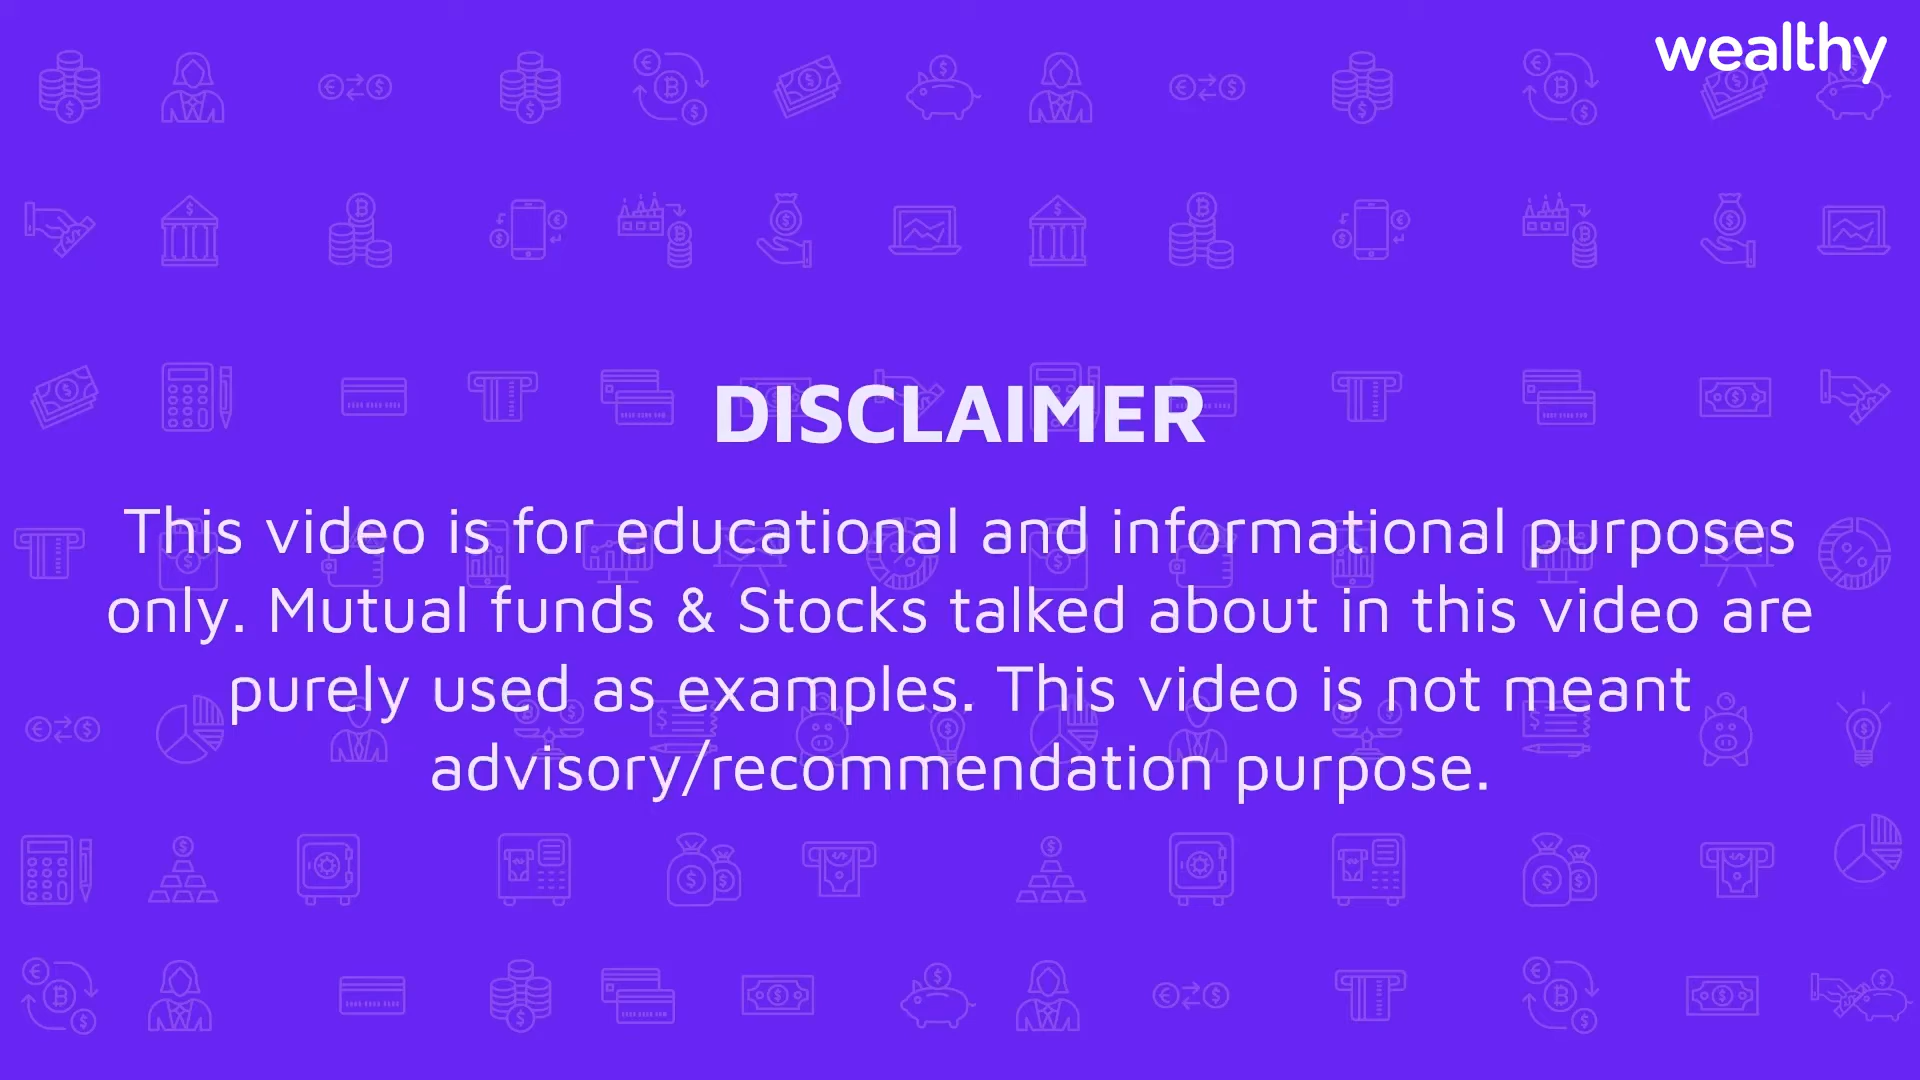 wealthy
DISCLAIMER
This video is for educational and informational purposes
only. Mutual funds & Stocks talked about in this video are
purely used as examples. This video is not meant
advisory/recommendation purpose.